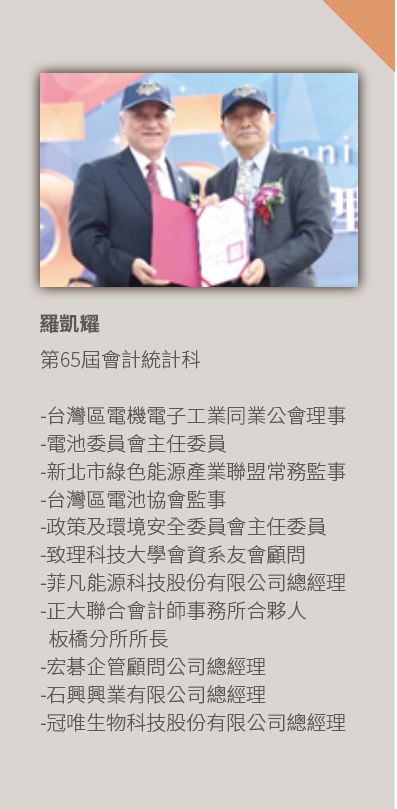 nni
理
羅凱耀
第65屆會計統計科
-台灣區電機電子工業同業公會理事
-電池委員會主任委員
-新北市綠色能源產業聯盟常務監事
-台灣區電池協會監事
-政策及環境安全委員會主任委員
-致理科技大學會資系友會顧問
-菲凡能源科技股份有限公司總經理
-正大聯合會計師事務所合夥人
板橋分所所長
-宏碁企管顧問公司總經理
-石興興業有限公司總經理
-冠唯生物科技股份有限公司總經理